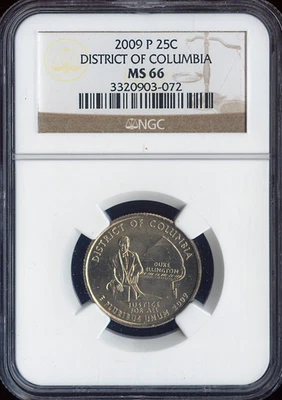 2009 P 25C
DISTRICT OF COLUMBIA
MS 66
3320903-072
NGC
DISTRICT OF COLUMBIA
DUKE
ELLINGTON
JUSTICE
FOR ALL
E PLURIBUS UNUM 2009